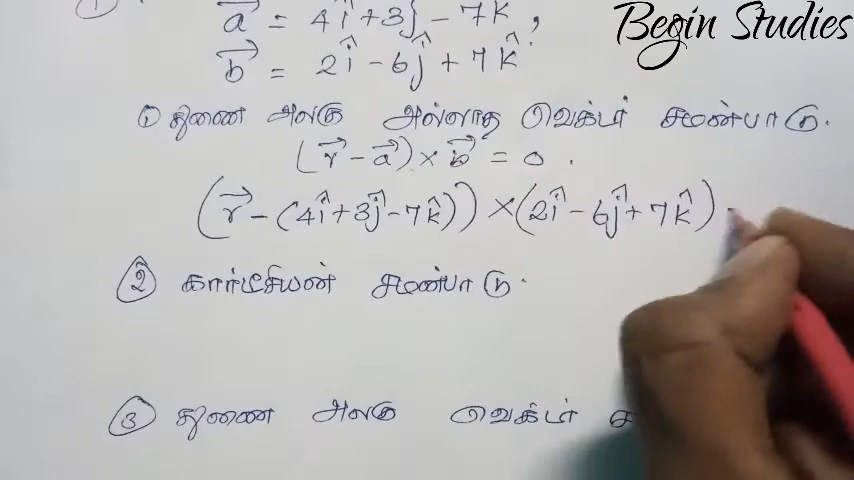 Begin Studies
① a⃗ = 4î + 3ĵ - 7k̂,
b⃗ = 2î - 6ĵ + 7k̂
① துணை அலகு அல்லாத வெக்டர் சமன்பாடு.
(r⃗ - a⃗) × b⃗ = 0.
(r⃗ - (4î + 3ĵ - 7k̂)) × (2î - 6ĵ + 7k̂) -
② கார்டீசியன் சமன்பாடு.
③ துணை அலகு வெக்டர் ச